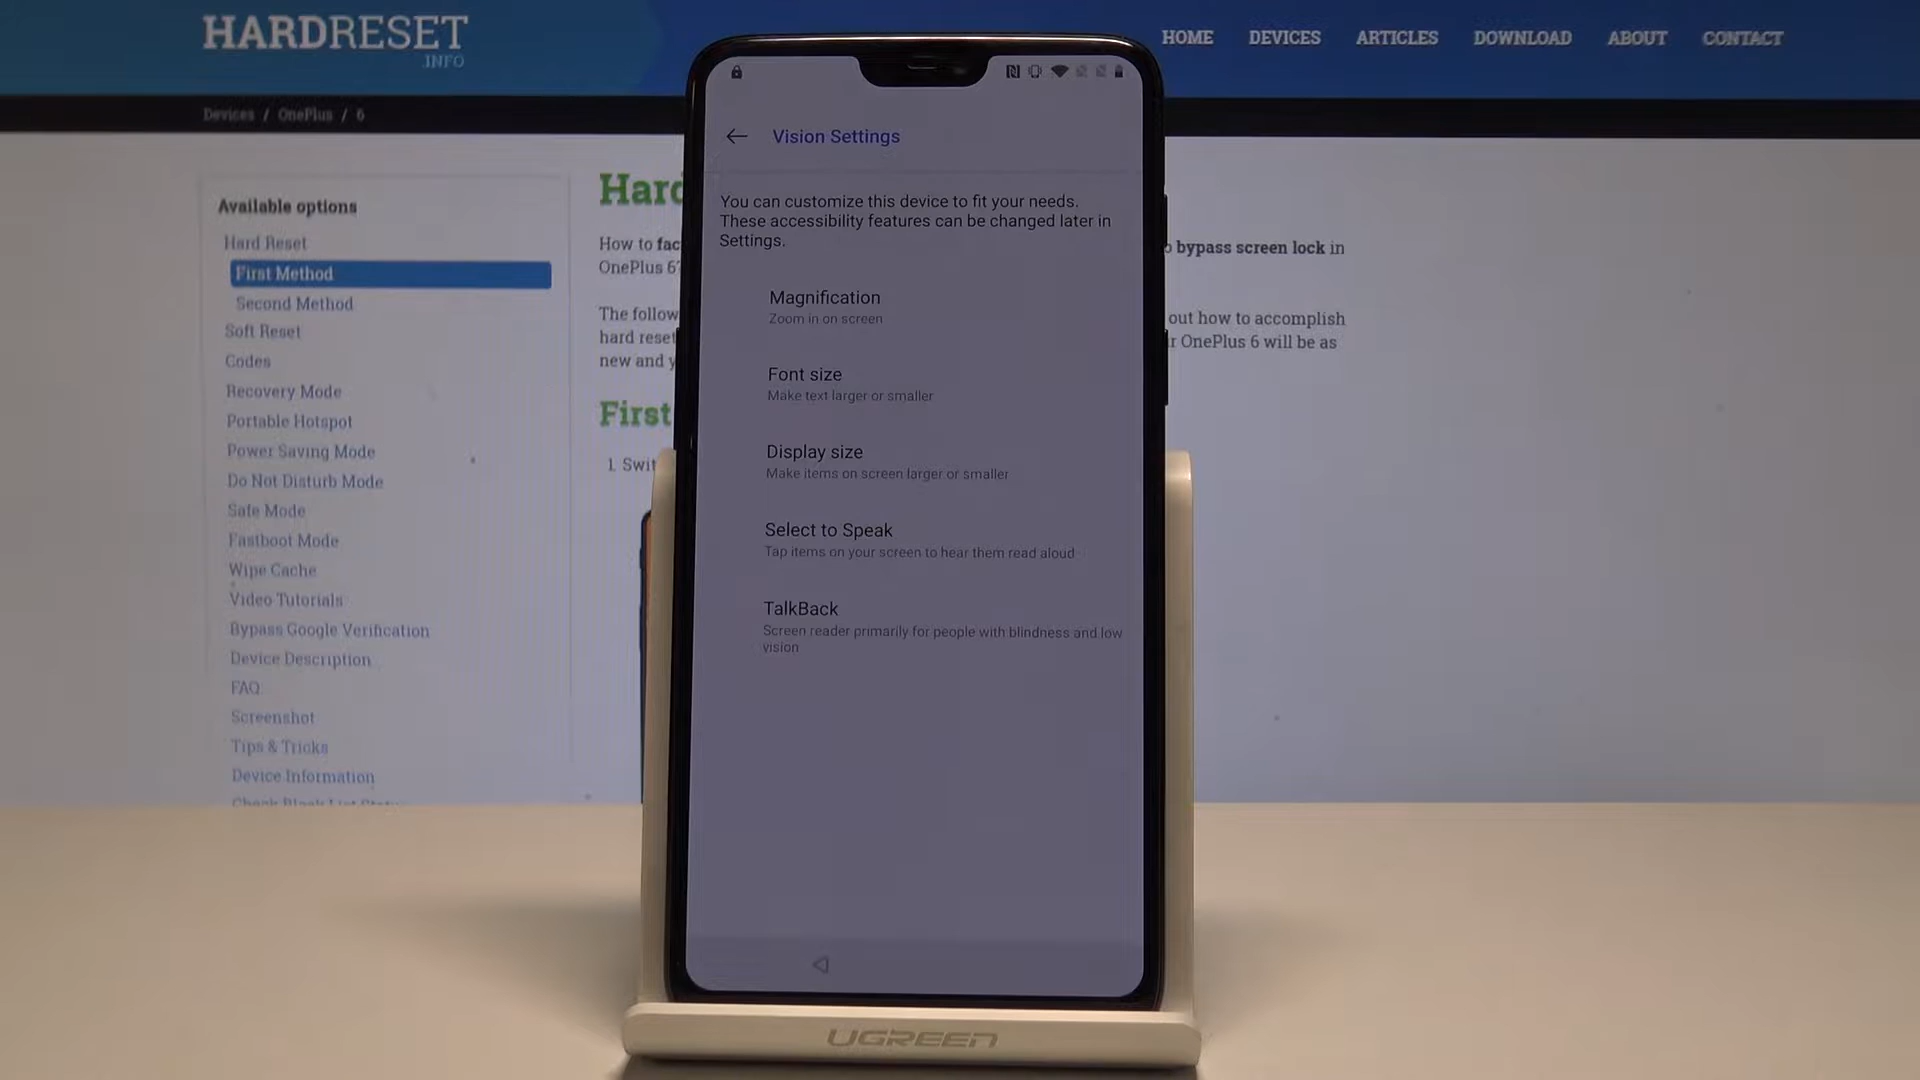 HARDRESET
.INFO
HOME DEVICES ARTICLES DOWNLOAD ABOUT CONTACT
Devices / OnePlus / 6
Available options
Hard Reset
First Method
Second Method
Soft Reset
Codes
Recovery Mode
Portable Hotspot
Power Saving Mode
Do Not Disturb Mode
Safe Mode
Fastboot Mode
Wipe Cache
Video Tutorials
Bypass Google Verification
Device Description
FAQ
Screenshot
Tips & Tricks
Device Information
Hard
How to fac
bypass screen lock in
OnePlus 6?
The follow
out how to accomplish
hard reset
OnePlus 6 will be as
new and y
First
1. Swit
Vision Settings
You can customize this device to fit your needs.
These accessibility features can be changed later in
Settings.
Magnification
Zoom in on screen
Font size
Make text larger or smaller
Display size
Make items on screen larger or smaller
Select to Speak
Tap items on your screen to hear them read aloud
TalkBack
Screen reader primarily for people with blindness and low
vision
UGREEN